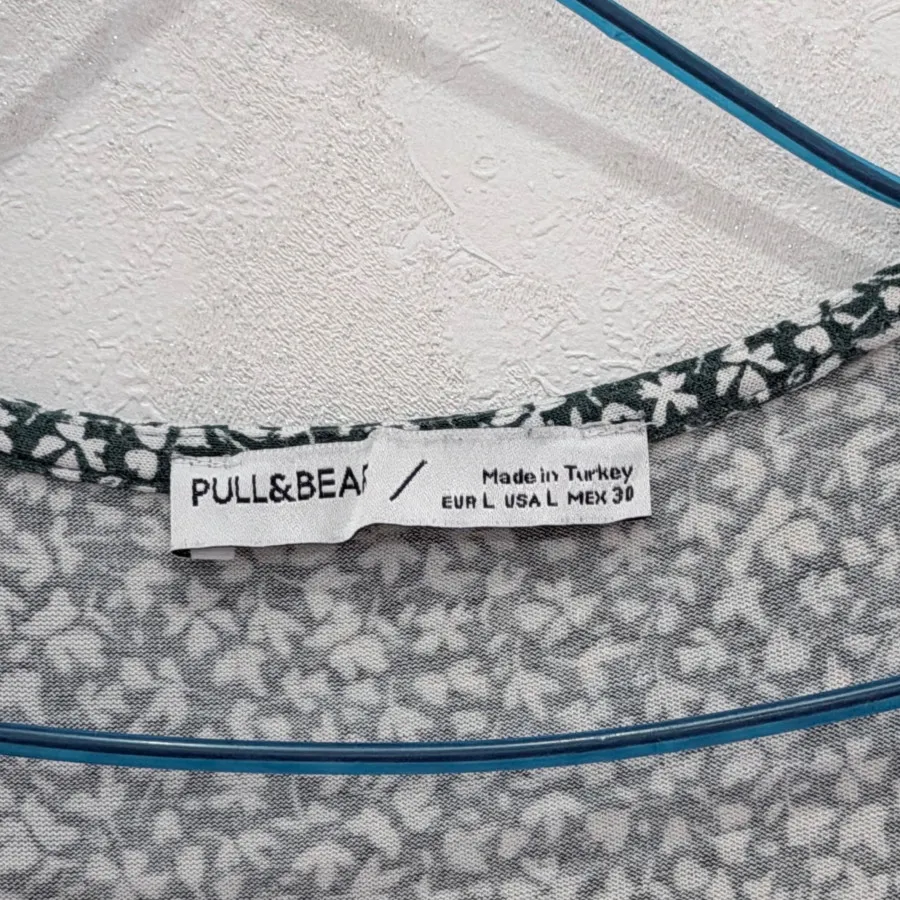 PULL&BEAR /
Made in Turkey
EUR L USA L MEX 30